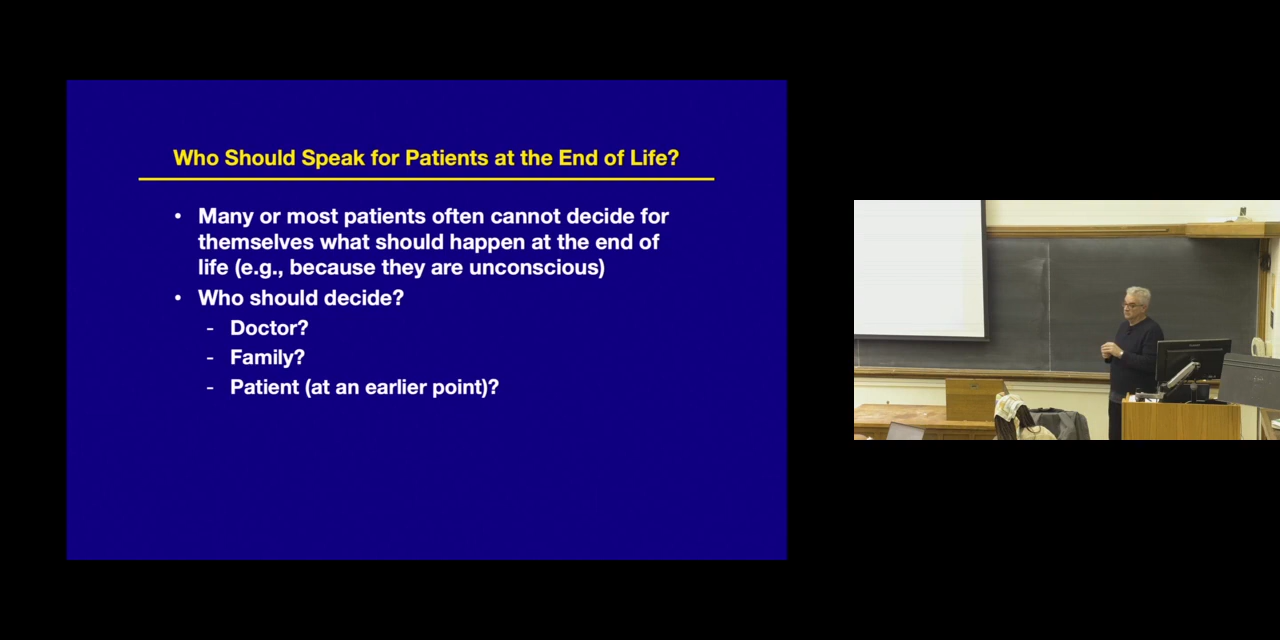 Who Should Speak for Patients at the End of Life?
• Many or most patients often cannot decide for
themselves what should happen at the end of
life (e.g., because they are unconscious)
• Who should decide?
- Doctor?
- Family?
- Patient (at an earlier point)?